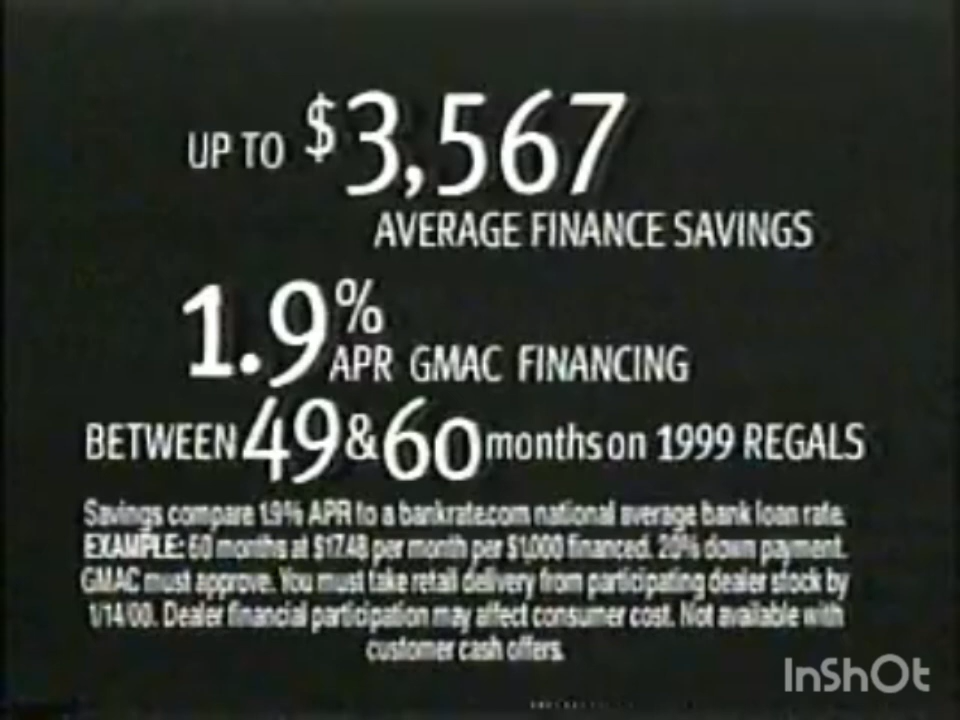 UP TO $3,567
AVERAGE FINANCE SAVINGS
1.9%
APR GMAC FINANCING
BETWEEN 49 & 60 months on 1999 REGALS
Savings compare 1.9% APR to a bankrate.com national average bank loan rate.
EXAMPLE: 60 months at $17.48 per month per $1,000 financed. 20% down payment.
GMAC must approve. You must take retail delivery from participating dealer stock by
1/14/00. Dealer financial participation may affect consumer cost. Not available with
customer cash offers.
InShOt